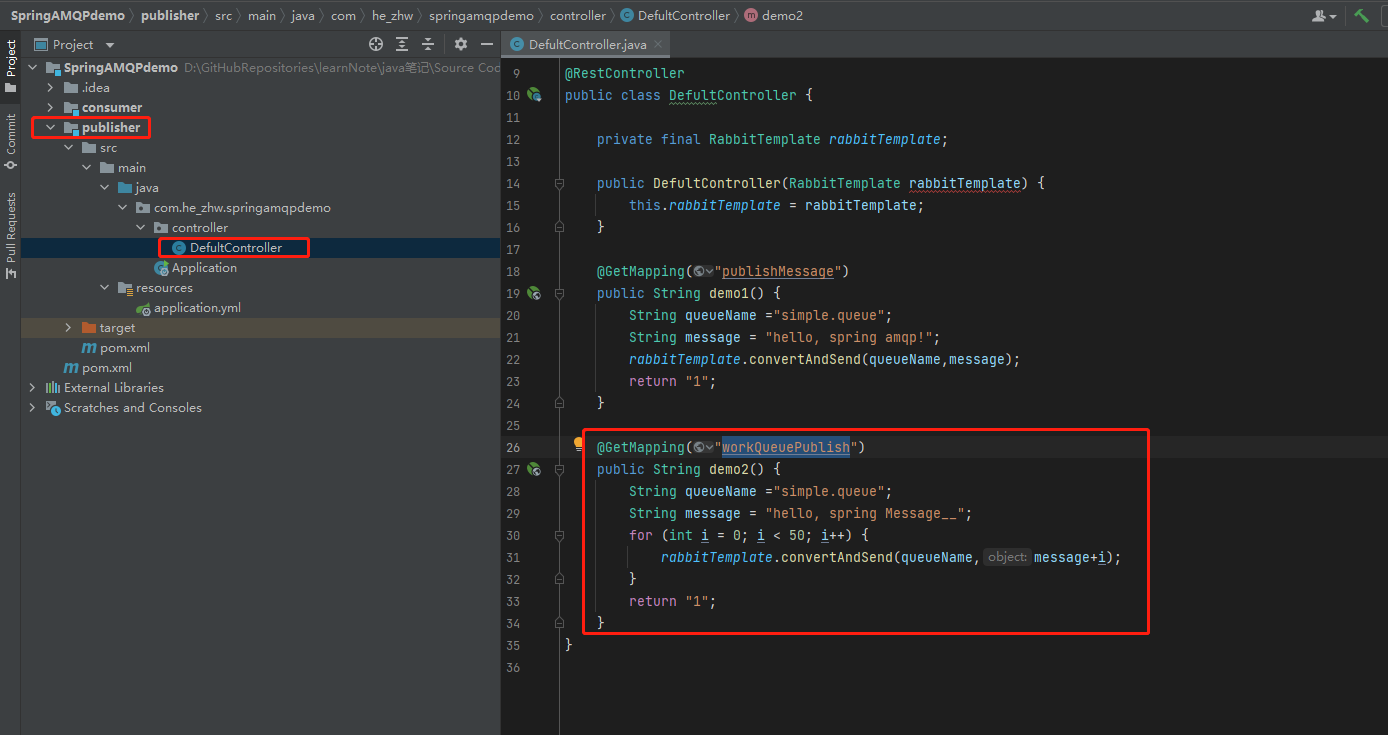 SpringAMQPdemo publisher src main java com he_zhw springamqpdemo controller DefultController demo2
Project
DefultController.java
Project
Commit
Pull Requests
SpringAMQPdemo D:\GitHubRepositories\learnNote\java笔记\Source Cod
.idea
consumer
publisher
src
main
java
com.he_zhw.springamqpdemo
controller
DefultController
Application
resources
application.yml
target
pom.xml
pom.xml
External Libraries
Scratches and Consoles
9 @RestController
10 public class DefultController {
11
12 private final RabbitTemplate rabbitTemplate;
13
14 public DefultController(RabbitTemplate rabbitTemplate) {
15 this.rabbitTemplate = rabbitTemplate;
16 }
17
18 @GetMapping("publishMessage")
19 public String demo1() {
20 String queueName ="simple.queue";
21 String message = "hello, spring amqp!";
22 rabbitTemplate.convertAndSend(queueName,message);
23 return "1";
24 }
25
26 @GetMapping("workQueuePublish")
27 public String demo2() {
28 String queueName ="simple.queue";
29 String message = "hello, spring Message__";
30 for (int i = 0; i < 50; i++) {
31 rabbitTemplate.convertAndSend(queueName, object: message+i);
32 }
33 return "1";
34 }
35 }
36